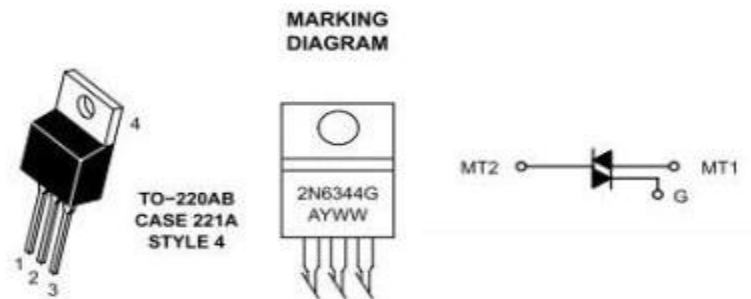 MARKING
DIAGRAM
4
TO-220AB
CASE 221A
STYLE 4
1
2
3
2N6344G
AYWW
MT2
MT1
G